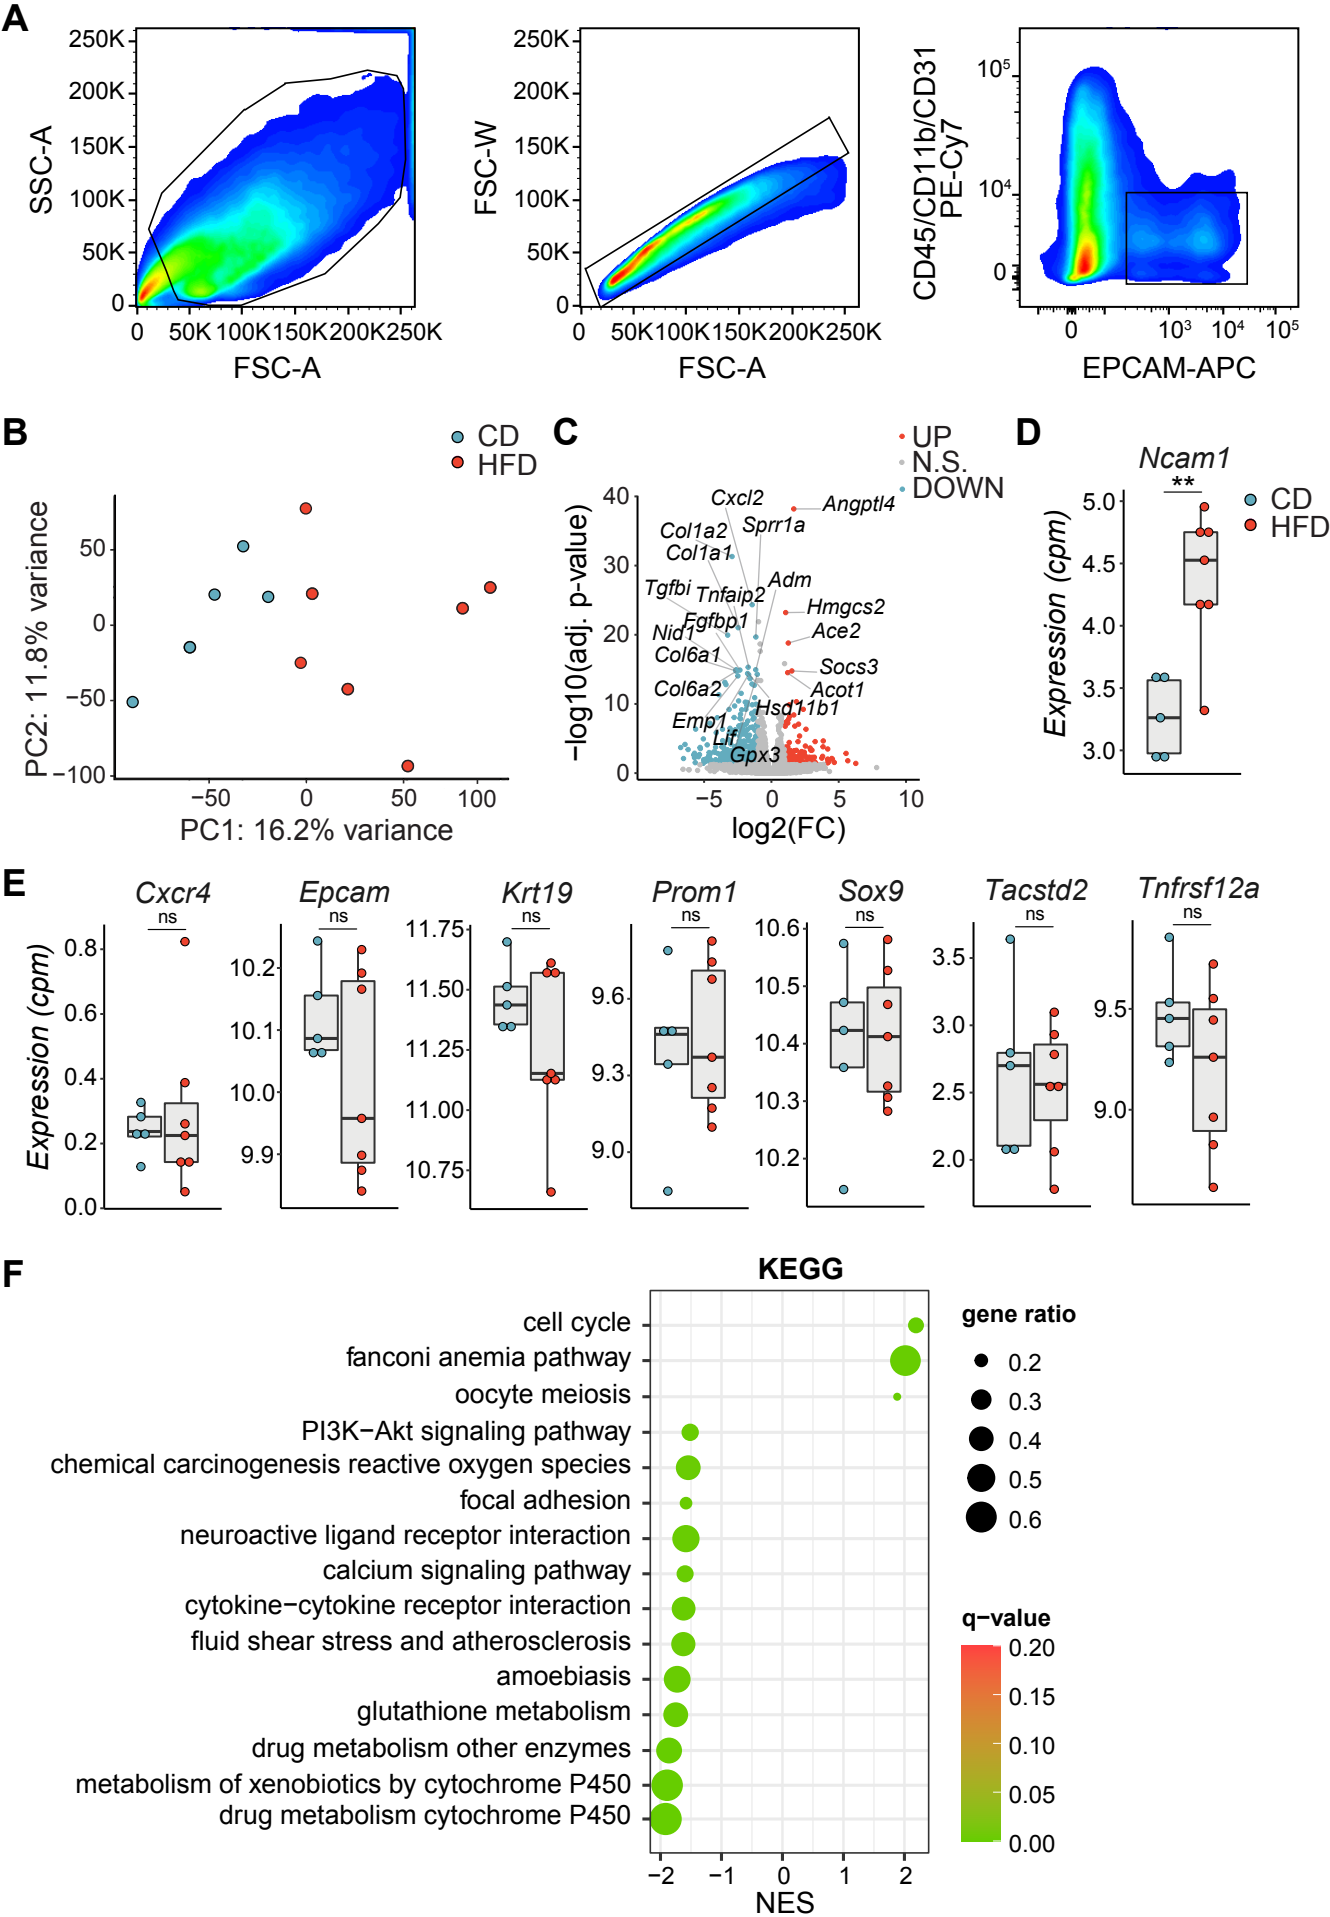 A
250K
200K
150K
100K
50K
0
SSC-A
0 50K 100K 150K 200K 250K
FSC-A
250K
200K
150K
100K
50K
0
FSC-W
0 50K 100K 150K 200K 250K
FSC-A
CD45/CD11b/CD31
PE-Cy7
10⁵
10⁴
0
0 10³ 10⁴ 10⁵
EPCAM-APC
B
CD
HFD
PC2: 11.8% variance
50
0
−50
−100
−50 0 50 100
PC1: 16.2% variance
C
UP
N.S.
DOWN
−log10(adj. p-value)
40
30
20
10
0
Cxcl2
Angptl4
Col1a2
Sprr1a
Col1a1
Tgfbi
Tnfaip2
Adm
Fgfbp1
Hmgcs2
Nid1
Ace2
Col6a1
Socs3
Col6a2
Acot1
Emp1
Hsd11b1
Lif
Gpx3
−5 0 5 10
log2(FC)
D
Ncam1
**
CD
HFD
Expression (cpm)
5.0
4.5
4.0
3.5
3.0
E
Expression (cpm)
Cxcr4
ns
0.8
0.6
0.4
0.2
0.0
Epcam
ns
10.2
10.1
10.0
9.9
Krt19
ns
11.75
11.50
11.25
11.00
10.75
Prom1
ns
9.6
9.3
9.0
Sox9
ns
10.6
10.5
10.4
10.3
10.2
Tacstd2
ns
3.5
3.0
2.5
2.0
Tnfrsf12a
ns
9.5
9.0
F
KEGG
cell cycle
fanconi anemia pathway
oocyte meiosis
PI3K−Akt signaling pathway
chemical carcinogenesis reactive oxygen species
focal adhesion
neuroactive ligand receptor interaction
calcium signaling pathway
cytokine−cytokine receptor interaction
fluid shear stress and atherosclerosis
amoebiasis
glutathione metabolism
drug metabolism other enzymes
metabolism of xenobiotics by cytochrome P450
drug metabolism cytochrome P450
−2 −1 0 1 2
NES
gene ratio
0.2
0.3
0.4
0.5
0.6
q−value
0.20
0.15
0.10
0.05
0.00